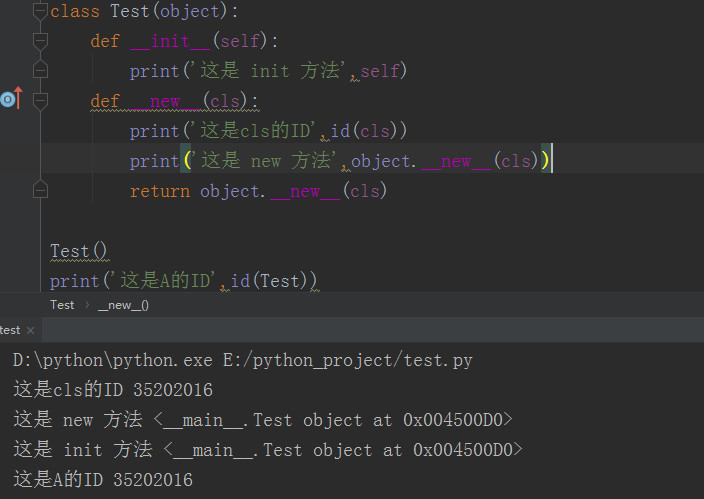 class Test(object):
def __init__(self):
print('这是 init 方法',self)
def __new__(cls):
print('这是cls的ID',id(cls))
print('这是 new 方法',object.__new__(cls))
return object.__new__(cls)
Test()
print('这是A的ID',id(Test))
Test › __new__()
test ×
D:\python\python.exe E:/python_project/test.py
这是cls的ID 35202016
这是 new 方法 <__main__.Test object at 0x004500D0>
这是 init 方法 <__main__.Test object at 0x004500D0>
这是A的ID 35202016